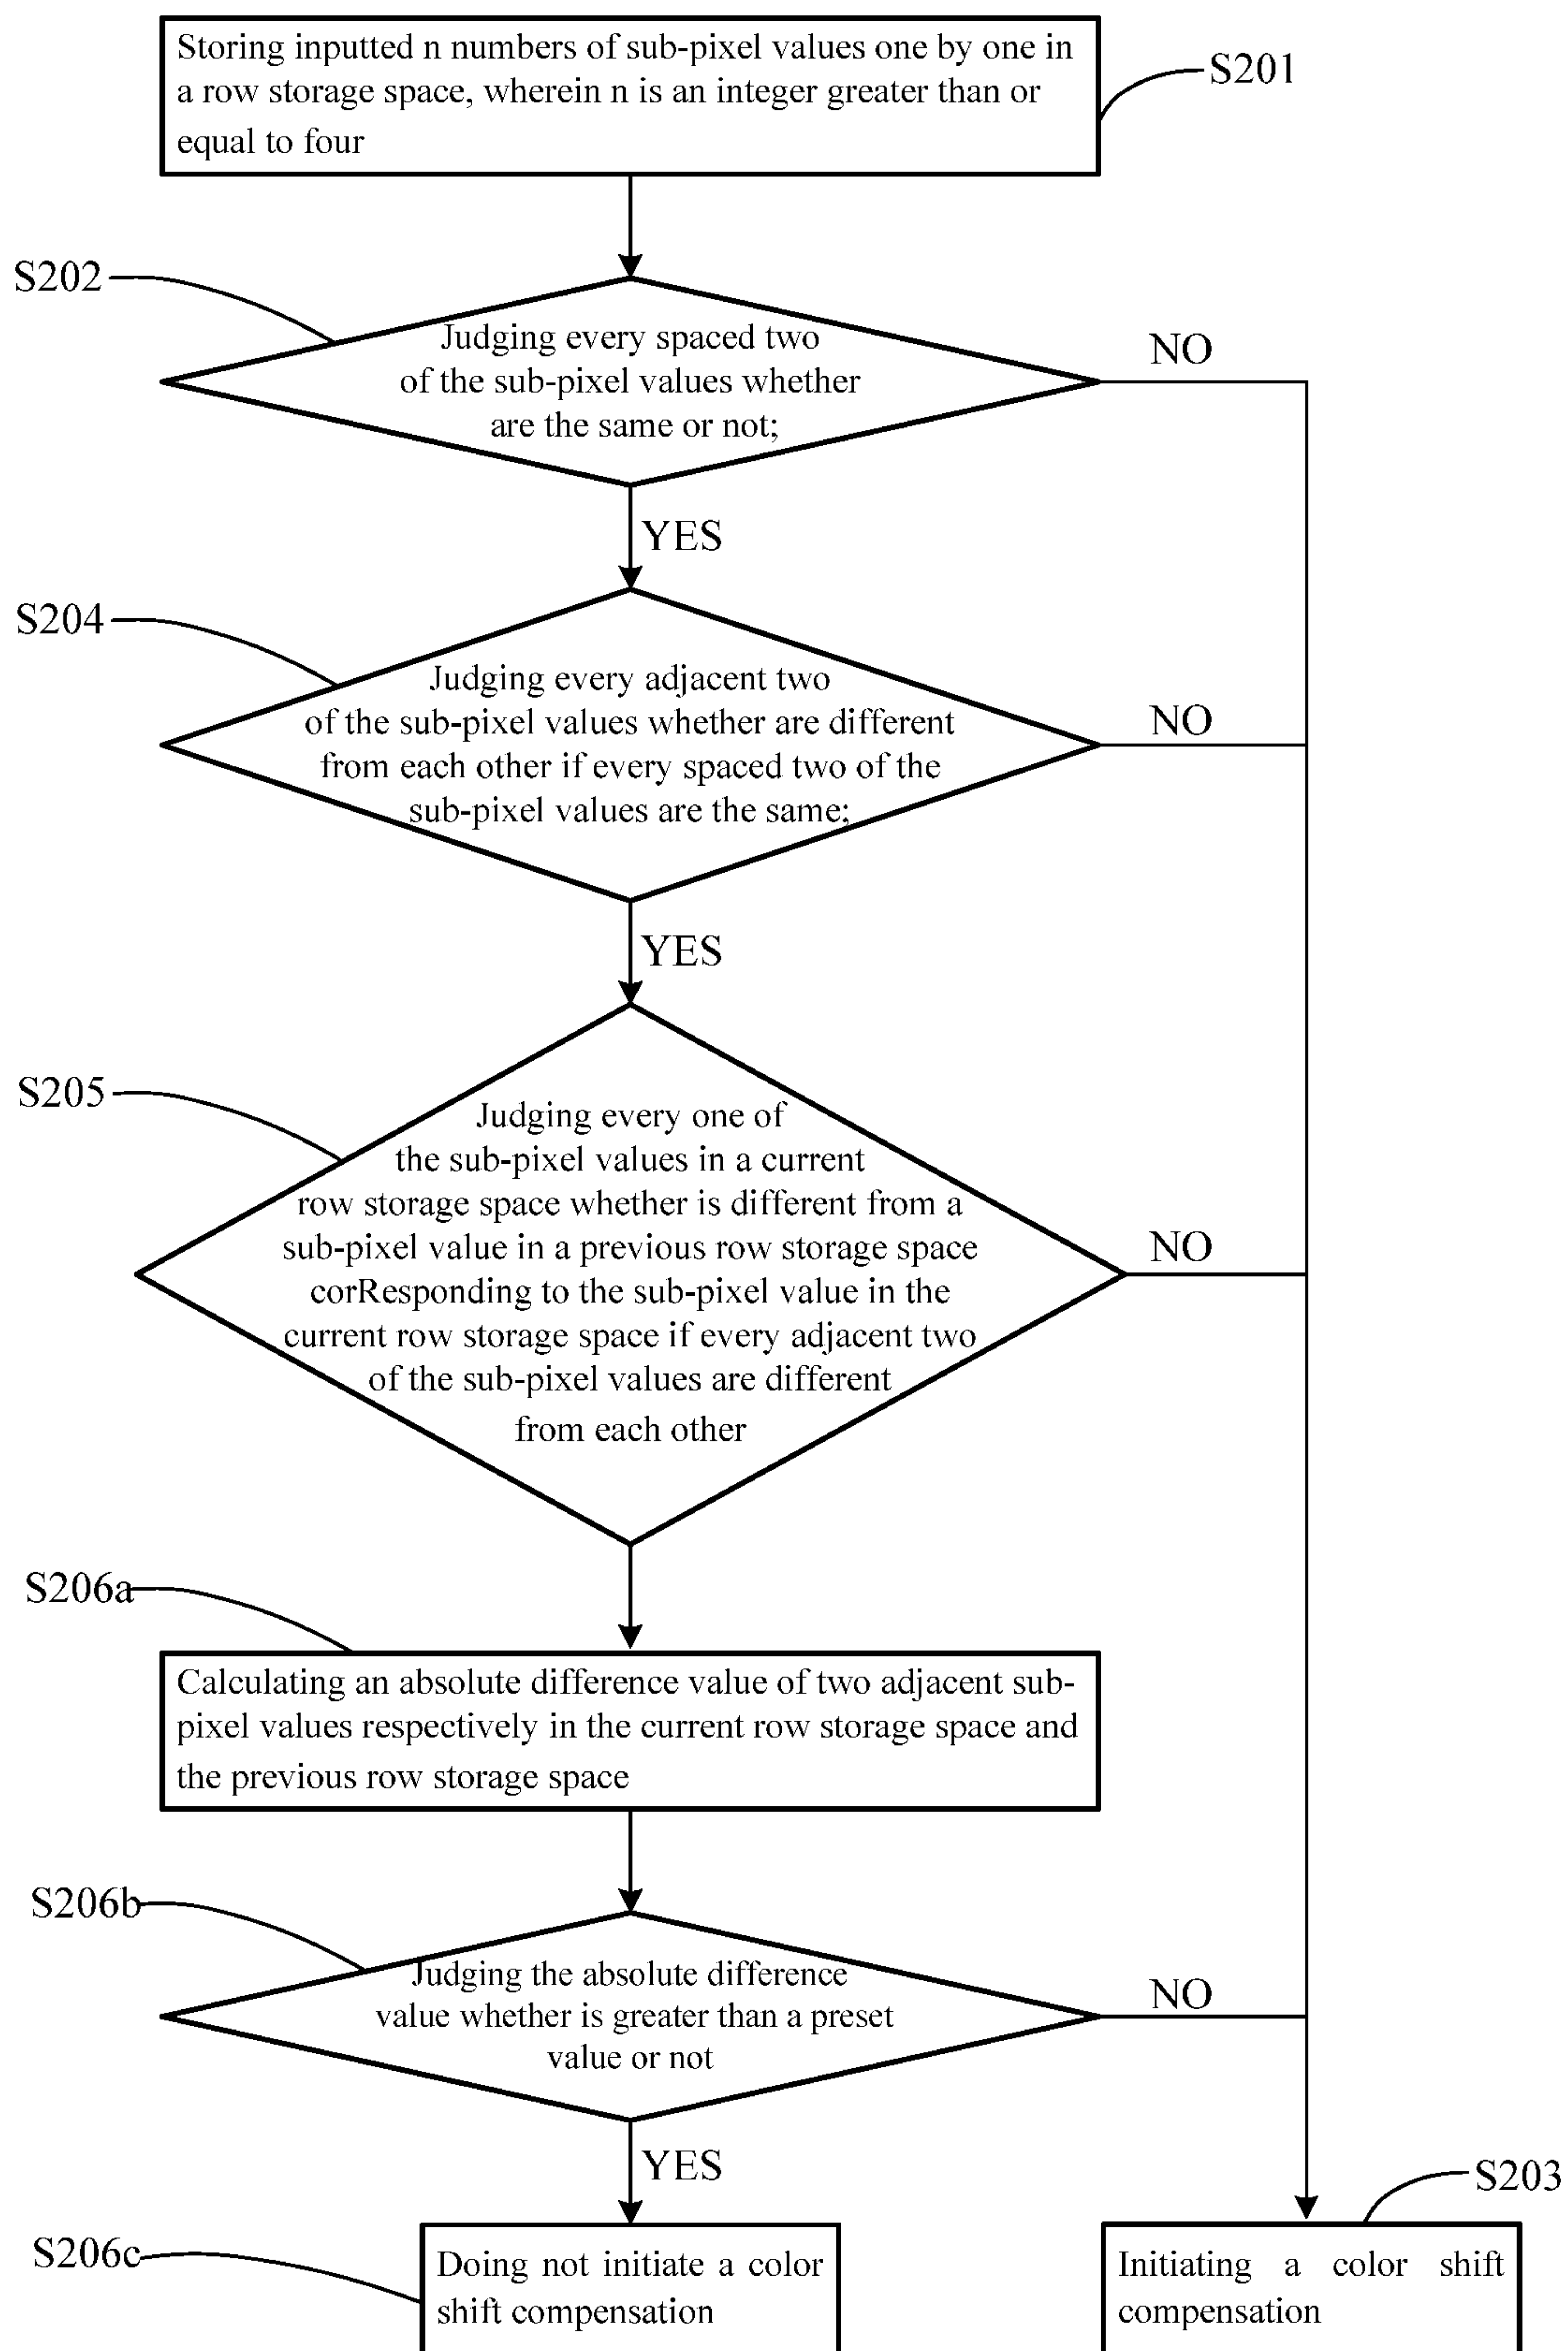 Storing inputted n numbers of sub-pixel values one by one in
a row storage space, wherein n is an integer greater than or
equal to four
S201
S202
Judging every spaced two
of the sub-pixel values whether
are the same or not;
NO
YES
S204
Judging every adjacent two
of the sub-pixel values whether are different
from each other if every spaced two of the
sub-pixel values are the same;
NO
YES
S205
Judging every one of
the sub-pixel values in a current
row storage space whether is different from a
sub-pixel value in a previous row storage space
corResponding to the sub-pixel value in the
current row storage space if every adjacent two
of the sub-pixel values are different
from each other
NO
S206a
Calculating an absolute difference value of two adjacent sub-
pixel values respectively in the current row storage space and
the previous row storage space
S206b
Judging the absolute difference
value whether is greater than a preset
value or not
NO
YES
S203
S206c
Doing not initiate a color
shift compensation
Initiating a color shift
compensation